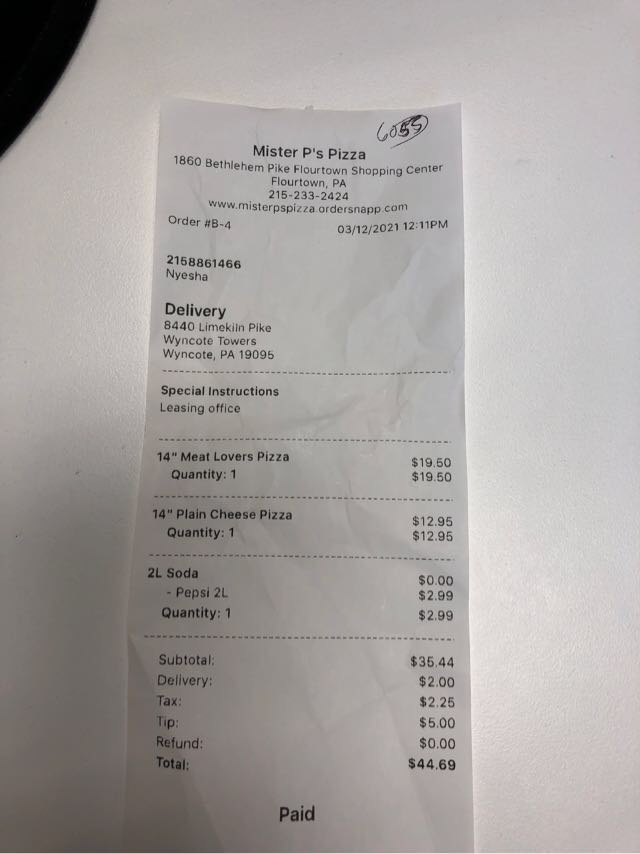 6055
Mister P's Pizza
1860 Bethlehem Pike Flourtown Shopping Center
Flourtown, PA
215-233-2424
www.misterpspizza.ordersnapp.com
Order #B-4 03/12/2021 12:11PM
2158861466
Nyesha
Delivery
8440 Limekiln Pike
Wyncote Towers
Wyncote, PA 19095
Special Instructions
Leasing office
14" Meat Lovers Pizza $19.50
Quantity: 1 $19.50
14" Plain Cheese Pizza $12.95
Quantity: 1 $12.95
2L Soda $0.00
- Pepsi 2L $2.99
Quantity: 1 $2.99
Subtotal: $35.44
Delivery: $2.00
Tax: $2.25
Tip: $5.00
Refund: $0.00
Total: $44.69
Paid